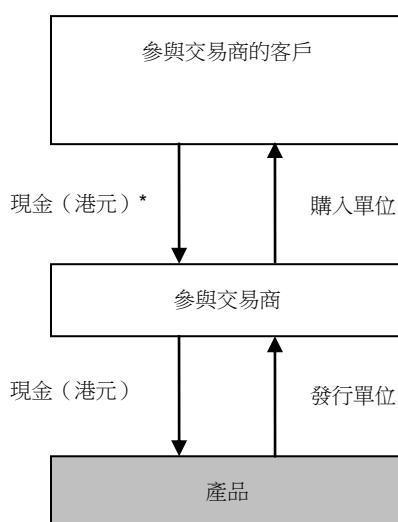 參與交易商的客戶
現金（港元）*
購入單位
參與交易商
現金（港元）
發行單位
產品